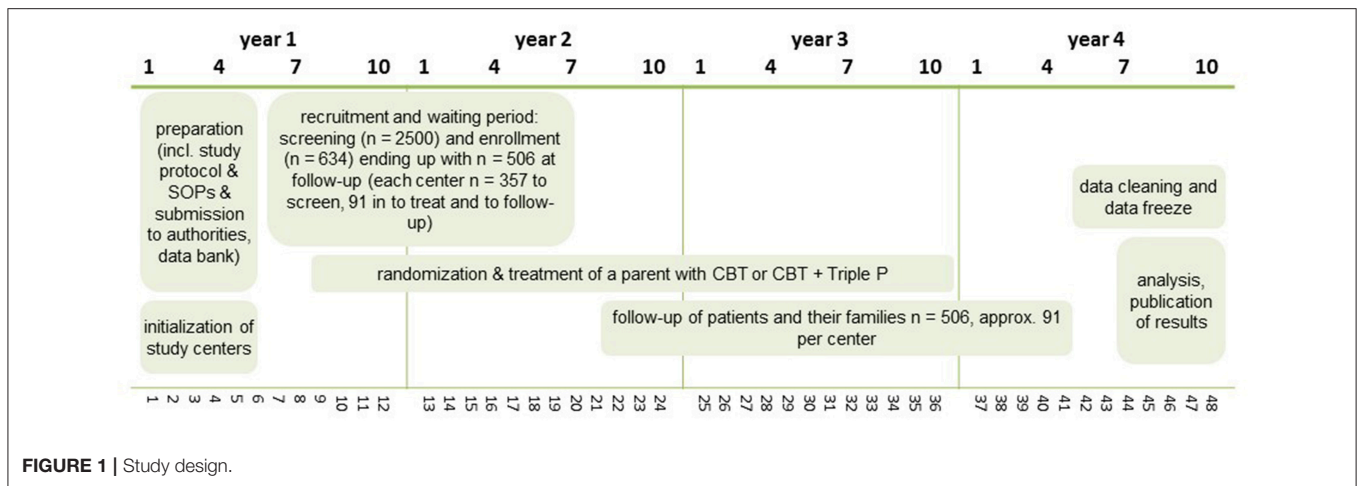 year 1 year 2 year 3 year 4
1 4 7 10 1 4 7 10 1 4 7 10 1 4 7 10
preparation
(incl. study
protocol &
SOPs &
submission
to authorities,
data bank)
initialization of
study centers
recruitment and waiting period:
screening (n = 2500) and enrollment
(n = 634) ending up with n = 506 at
follow-up (each center n = 357 to
screen, 91 in to treat and to follow-
up)
randomization & treatment of a parent with CBT or CBT + Triple P
follow-up of patients and their families n = 506, approx. 91
per center
data cleaning and
data freeze
analysis,
publication
of results
1 2 3 4 5 6 7 8 9 10 11 12 13 14 15 16 17 18 19 20 21 22 23 24 25 26 27 28 29 30 31 32 33 34 35 36 37 38 39 40 41 42 43 44 45 46 47 48
FIGURE 1 | Study design.